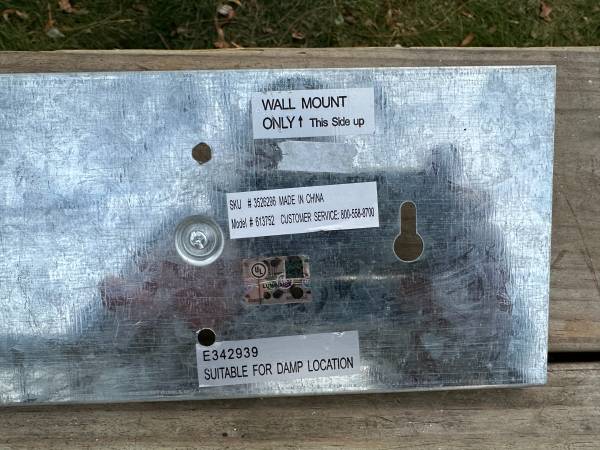 WALL MOUNT
ONLY↑ This Side up
SKU # 3526286 MADE IN CHINA
Model # 613752 CUSTOMER SERVICE: 800-558-8700
UL
E342939
SUITABLE FOR DAMP LOCATION